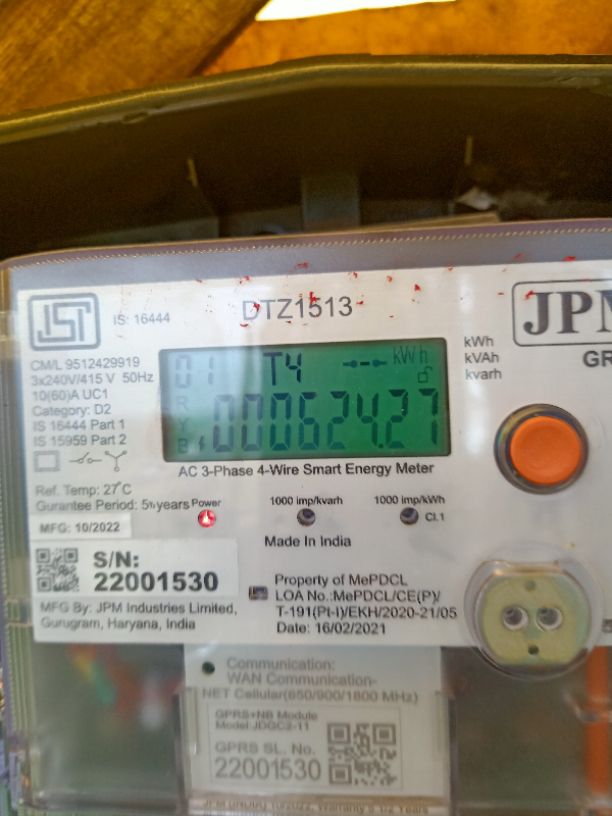 IS: 16444
DTZ1513
JPM
GR
CM/L 9512429919
3x240V/415 V 50Hz
10(60)A UC1
Category: D2
IS 16444 Part 1
IS 15959 Part 2
01 T4 kWh
R
Y
B 000624.27
kWh
kVAh
kvarh
AC 3-Phase 4-Wire Smart Energy Meter
Ref. Temp: 27°C
Gurantee Period: 5½years
Power
1000 imp/kvarh
1000 imp/kWh
Cl.1
MFG: 10/2022
Made In India
S/N:
22001530
MFG By: JPM Industries Limited,
Gurugram, Haryana, India
Property of MePDCL
LOA No.:MePDCL/CE(P)/
T-191(Pt-I)/EKH/2020-21/05
Date: 16/02/2021
Communication:
WAN Communication-
NET Cellular(850/900/1800 MHz)
GPRS+NB Module
Model JDGC2-11
GPRS SL. No.
22001530